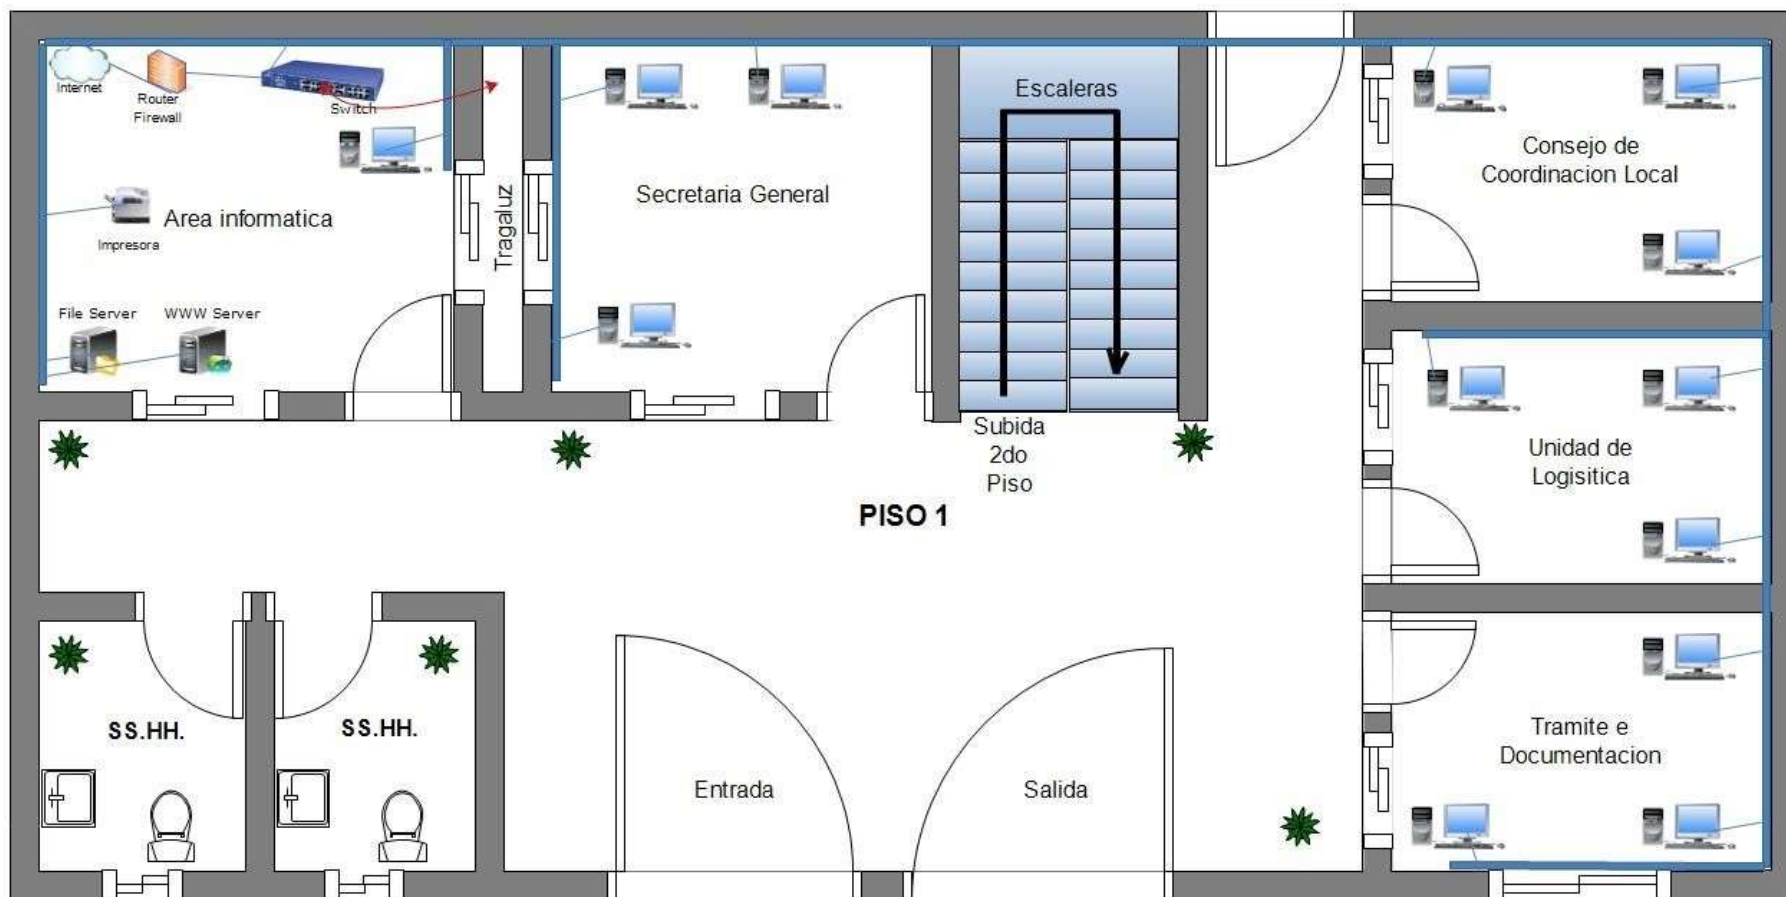 Internet
Router
Firewall
Switch
Impresora
Area informatica
File Server
WWW Server
Tragaluz
Secretaria General
Escaleras
Subida
2do
Piso
Consejo de
Coordinacion Local
Unidad de
Logisitica
PISO 1
SS.HH.
SS.HH.
Entrada
Salida
Tramite e
Documentacion